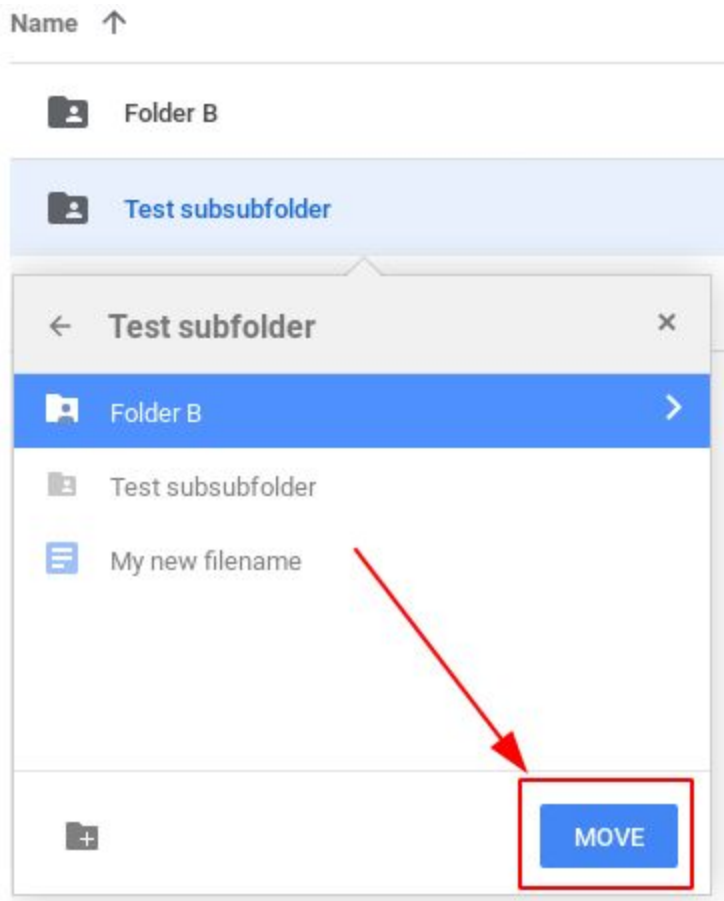 Name
Folder B
Test subsubfolder
Test subfolder
Folder B
Test subsubfolder
My new filename
MOVE